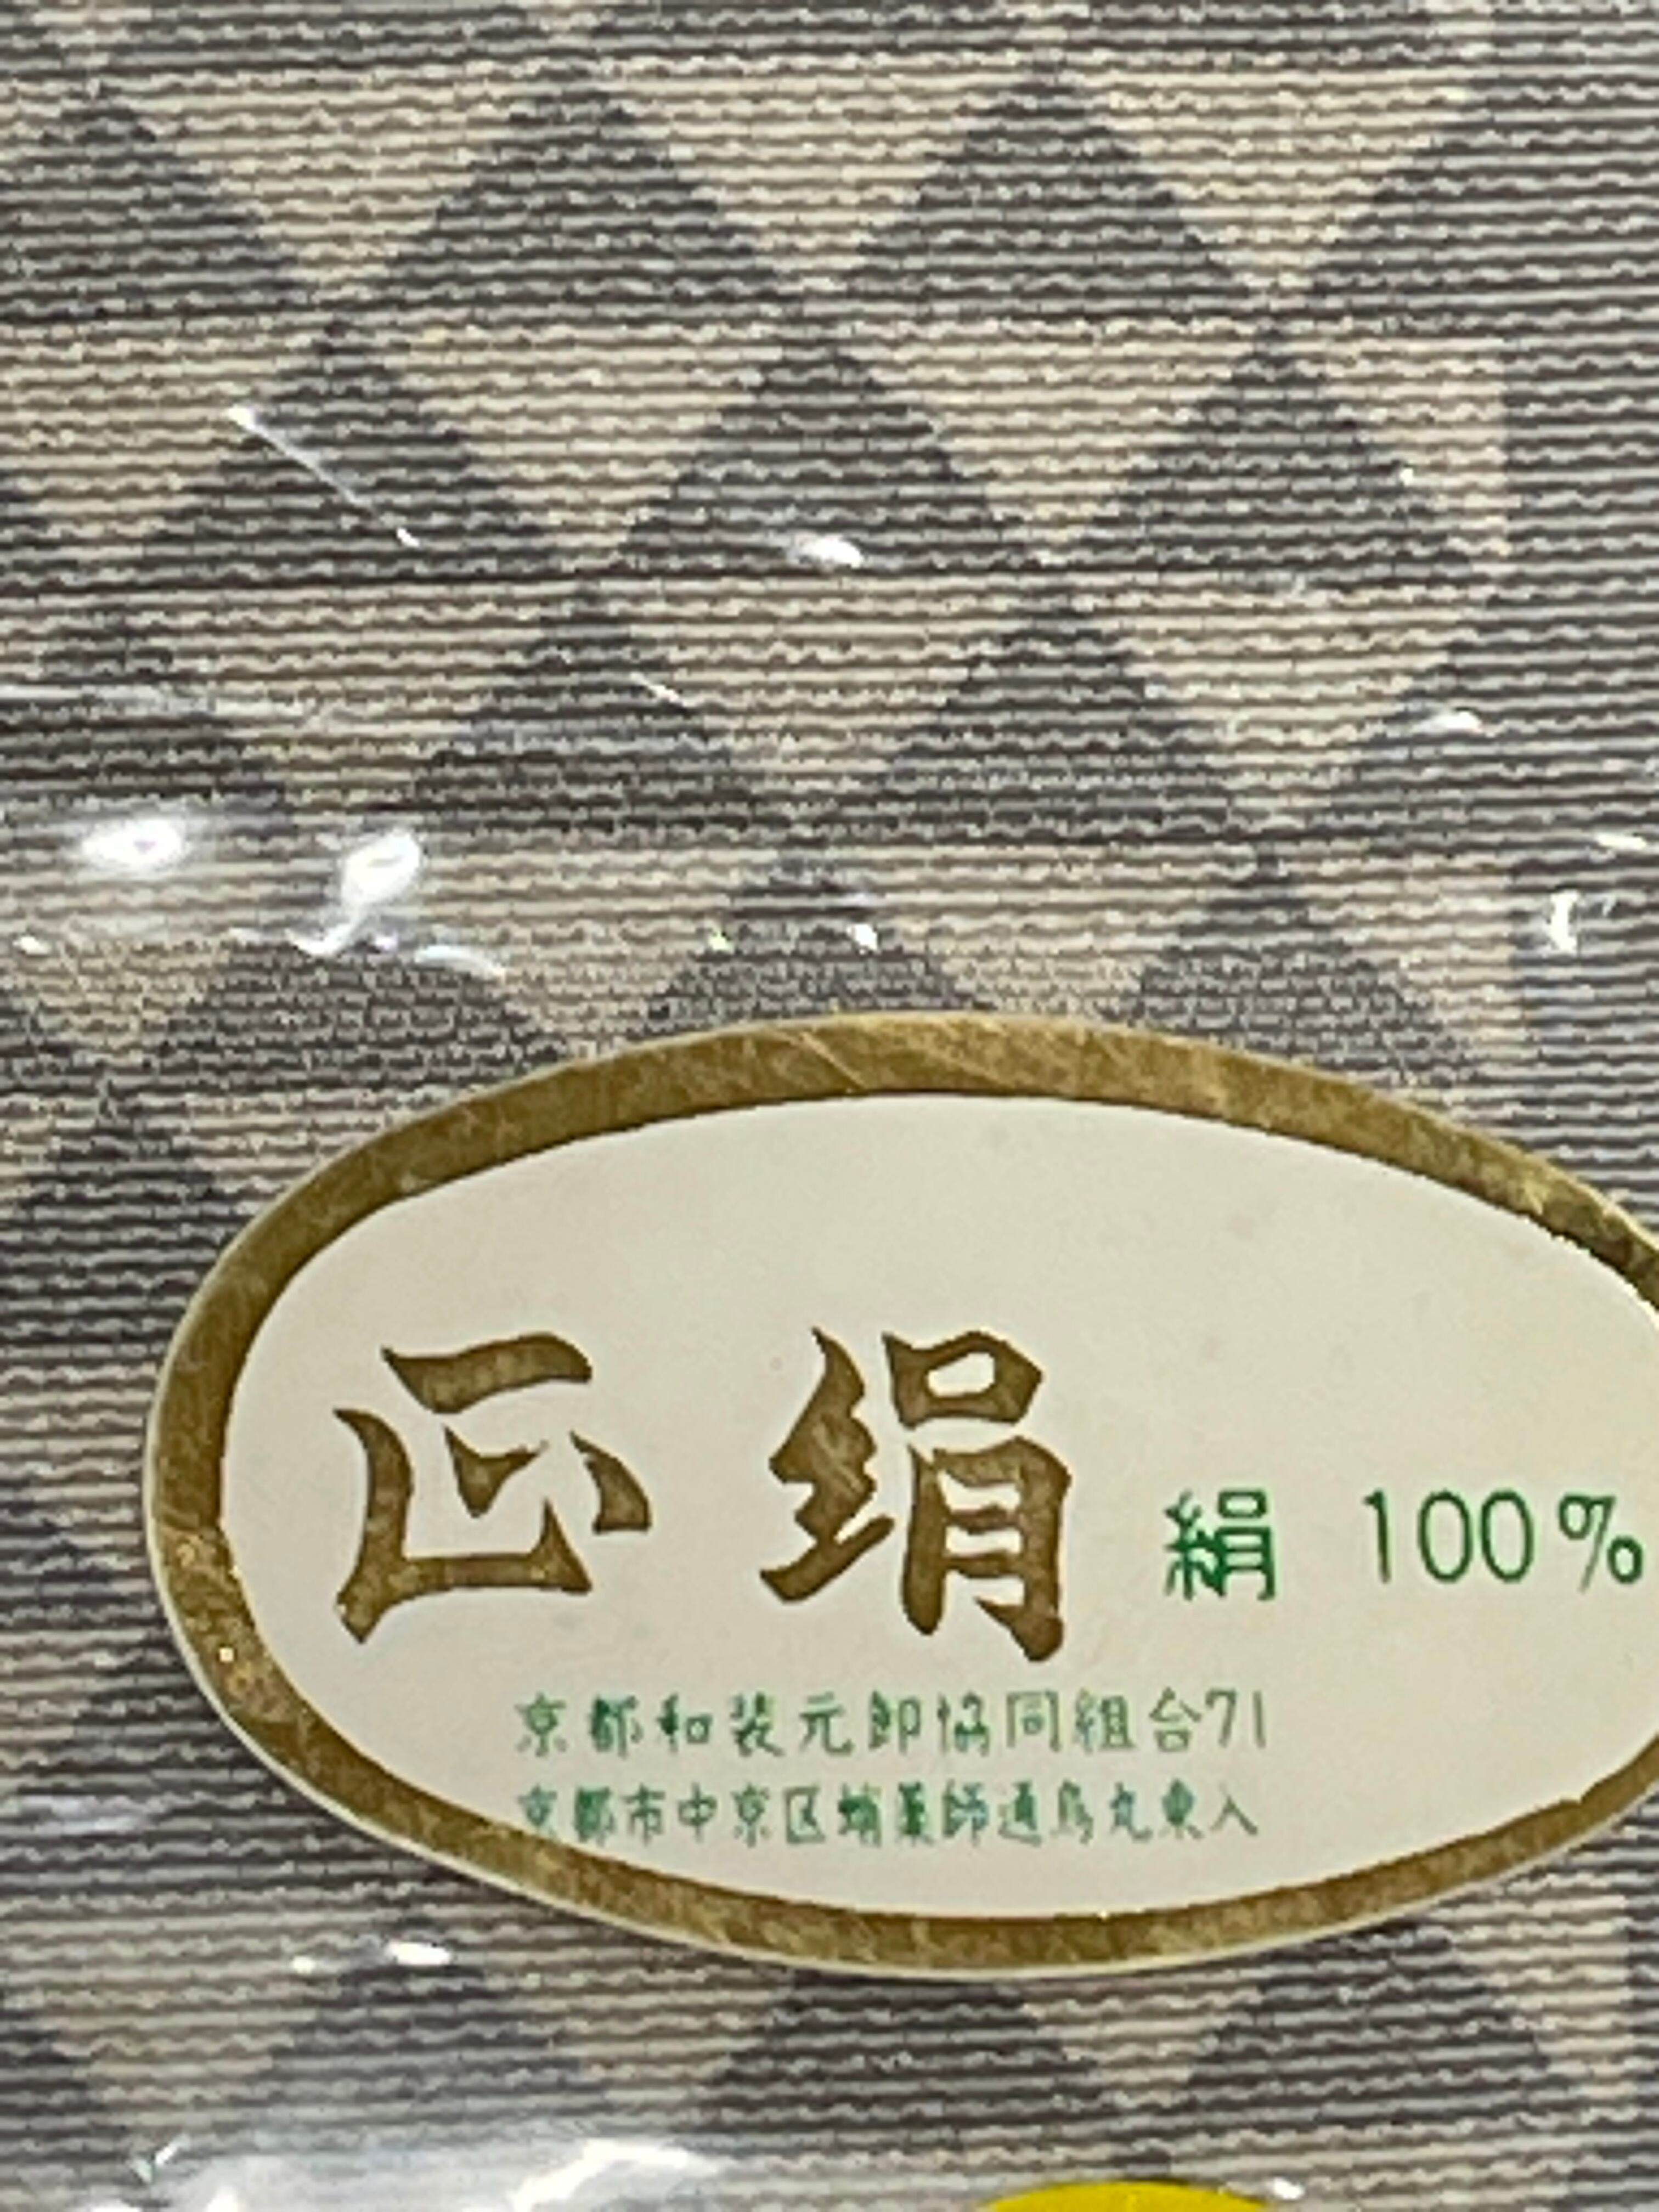 正絹 絹 100%
京都和装元卸協同組合71
京都市中京区蛸薬師通烏丸東入